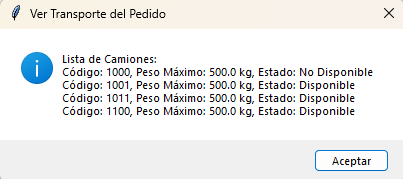 Ver Transporte del Pedido
Lista de Camiones:
Código: 1000, Peso Máximo: 500.0 kg, Estado: No Disponible
Código: 1001, Peso Máximo: 500.0 kg, Estado: Disponible
Código: 1011, Peso Máximo: 500.0 kg, Estado: Disponible
Código: 1100, Peso Máximo: 500.0 kg, Estado: Disponible
Aceptar